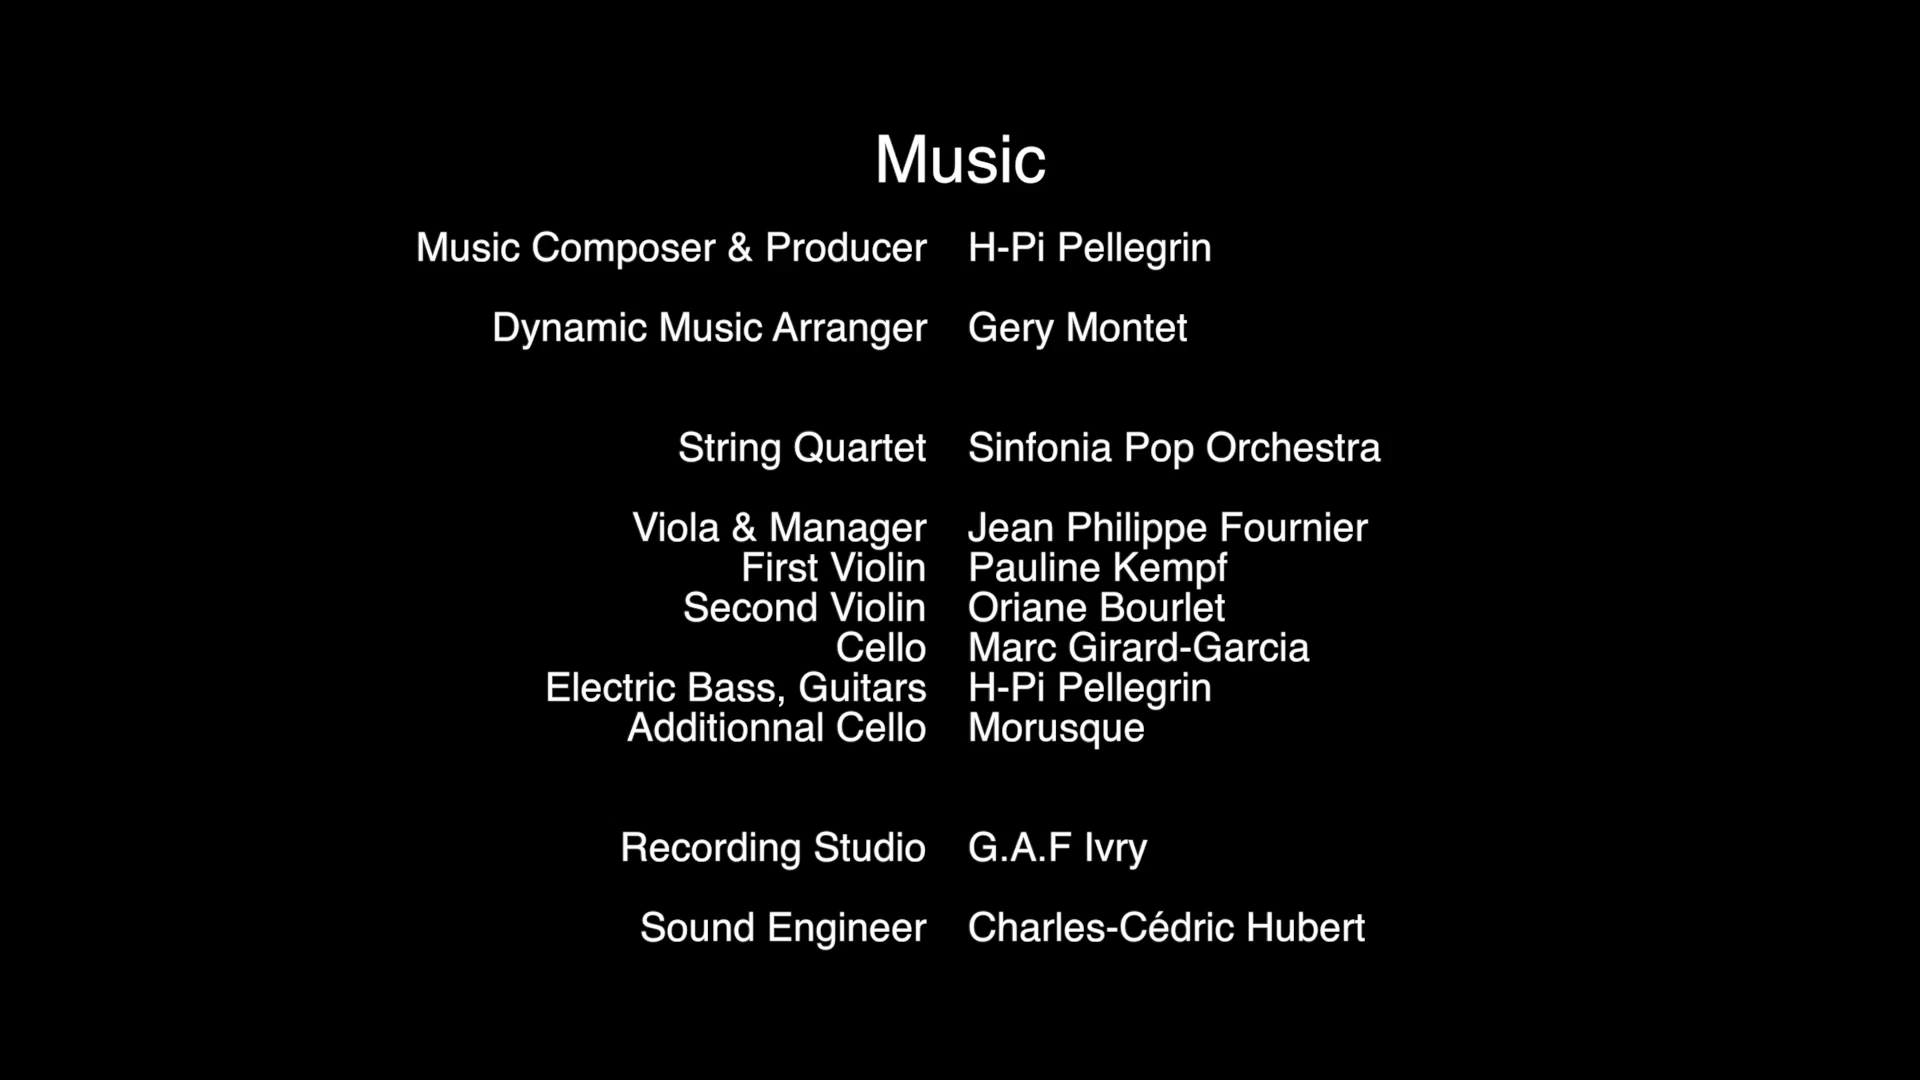 Music
Music Composer & Producer H-Pi Pellegrin
Dynamic Music Arranger Gery Montet
String Quartet Sinfonia Pop Orchestra
Viola & Manager Jean Philippe Fournier
First Violin Pauline Kempf
Second Violin Oriane Bourlet
Cello Marc Girard-Garcia
Electric Bass, Guitars H-Pi Pellegrin
Additionnal Cello Morusque
Recording Studio G.A.F Ivry
Sound Engineer Charles-Cédric Hubert